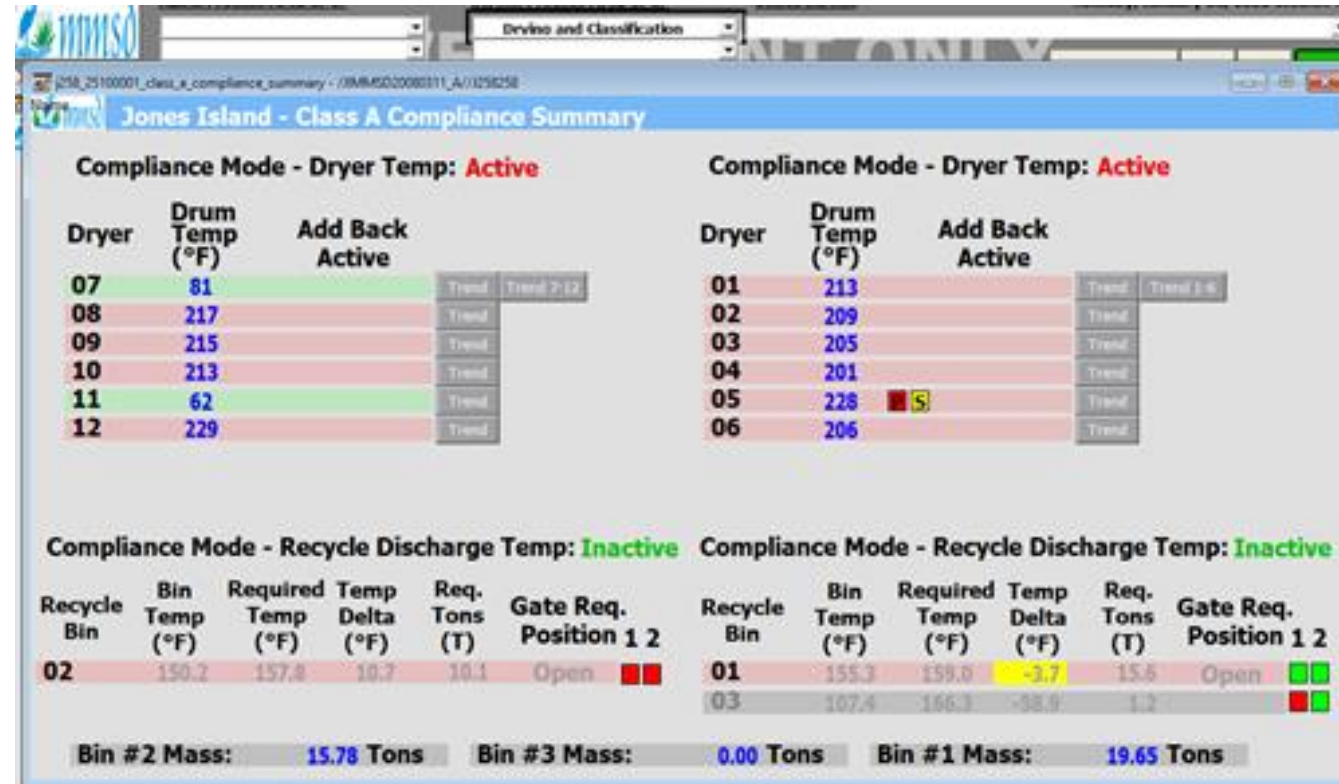 mmsd
Drying and Classification
j258_25100001_class_a_compliance_summary - //JIMMSD20080311_A//J258258
Jones Island - Class A Compliance Summary
Compliance Mode - Dryer Temp: Active
Dryer Drum Temp (°F) Add Back Active
07 81 Trend Trend 7-12
08 217 Trend
09 215 Trend
10 213 Trend
11 62 Trend
12 229 Trend
Compliance Mode - Dryer Temp: Active
Dryer Drum Temp (°F) Add Back Active
01 213 Trend Trend 1-6
02 209 Trend
03 205 Trend
04 201 Trend
05 228 P S Trend
06 206 Trend
Compliance Mode - Recycle Discharge Temp: Inactive
Recycle Bin Bin Temp (°F) Required Temp (°F) Temp Delta (°F) Req. Tons (T) Gate Req. Position 1 2
02 150.2 157.8 10.7 10.1 Open
Compliance Mode - Recycle Discharge Temp: Inactive
Recycle Bin Bin Temp (°F) Required Temp (°F) Temp Delta (°F) Req. Tons (T) Gate Req. Position 1 2
01 155.3 159.0 -3.7 15.6 Open
03 107.4 166.3 -58.9 1.2
Bin #2 Mass: 15.78 Tons Bin #3 Mass: 0.00 Tons Bin #1 Mass: 19.65 Tons